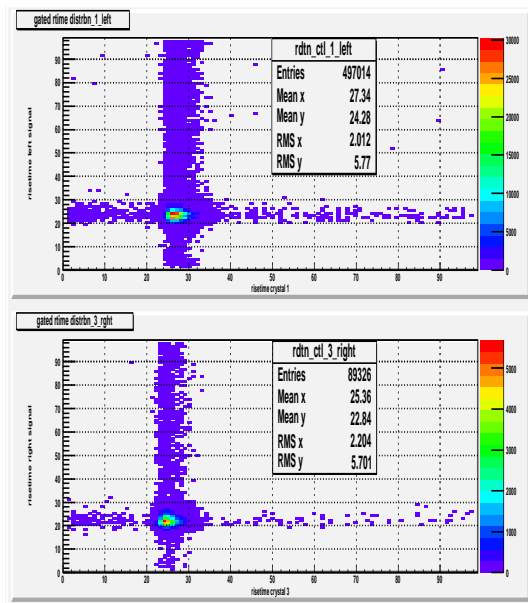 gated rtime distrbn_1_left
rdtn_ctl_1_left
Entries 497014
Mean x 27.34
Mean y 24.28
RMS x 2.012
RMS y 5.77
risetime left signal
90
80
70
60
50
40
30
20
10
0
0 10 20 30 40 50 60 70 80 90
risetime crystal 1
30000
2500
2000
15000
10000
5000
0
gated rtime distrbn_3_rght
rdtn_ctl_3_right
Entries 89326
Mean x 25.36
Mean y 22.84
RMS x 2.204
RMS y 5.701
risetime right signal
90
80
70
60
50
40
30
20
10
0
0 10 20 30 40 50 60 70 80 90
risetime crystal 3
5000
4000
3000
2000
1000
0